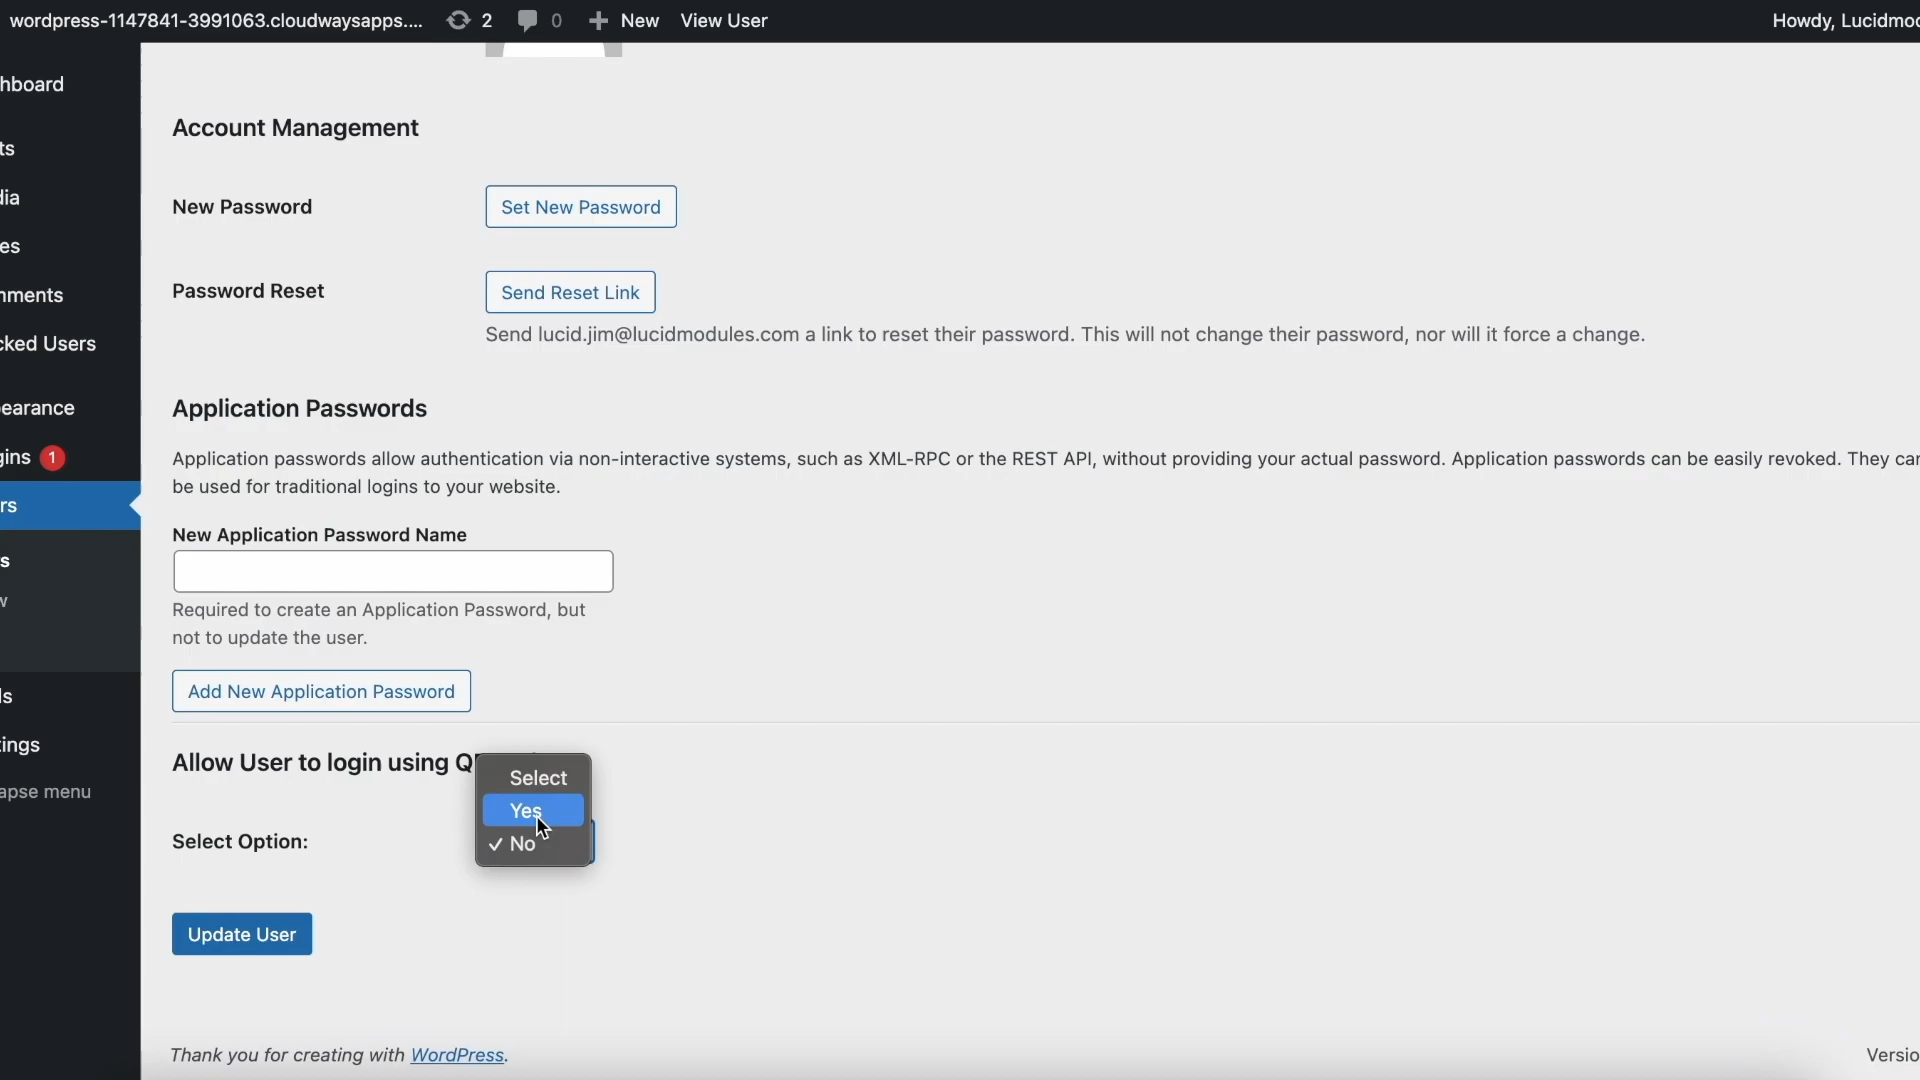 wordpress-1147841-3991063.cloudwaysapps.... 2 0 New View User Howdy, Lucidmo
hboard
Account Management
ts
dia
New Password Set New Password
es
nments
Password Reset Send Reset Link
Send lucid.jim@lucidmodules.com a link to reset their password. This will not change their password, nor will it force a change.
cked Users
earance
Application Passwords
gins 1
Application passwords allow authentication via non-interactive systems, such as XML-RPC or the REST API, without providing your actual password. Application passwords can be easily revoked. They can
be used for traditional logins to your website.
rs
New Application Password Name
s
w
Required to create an Application Password, but
not to update the user.
ls
Add New Application Password
tings
Allow User to login using Q
Select
apse menu
Yes
Select Option:
✓ No
Update User
Thank you for creating with WordPress.
Versio